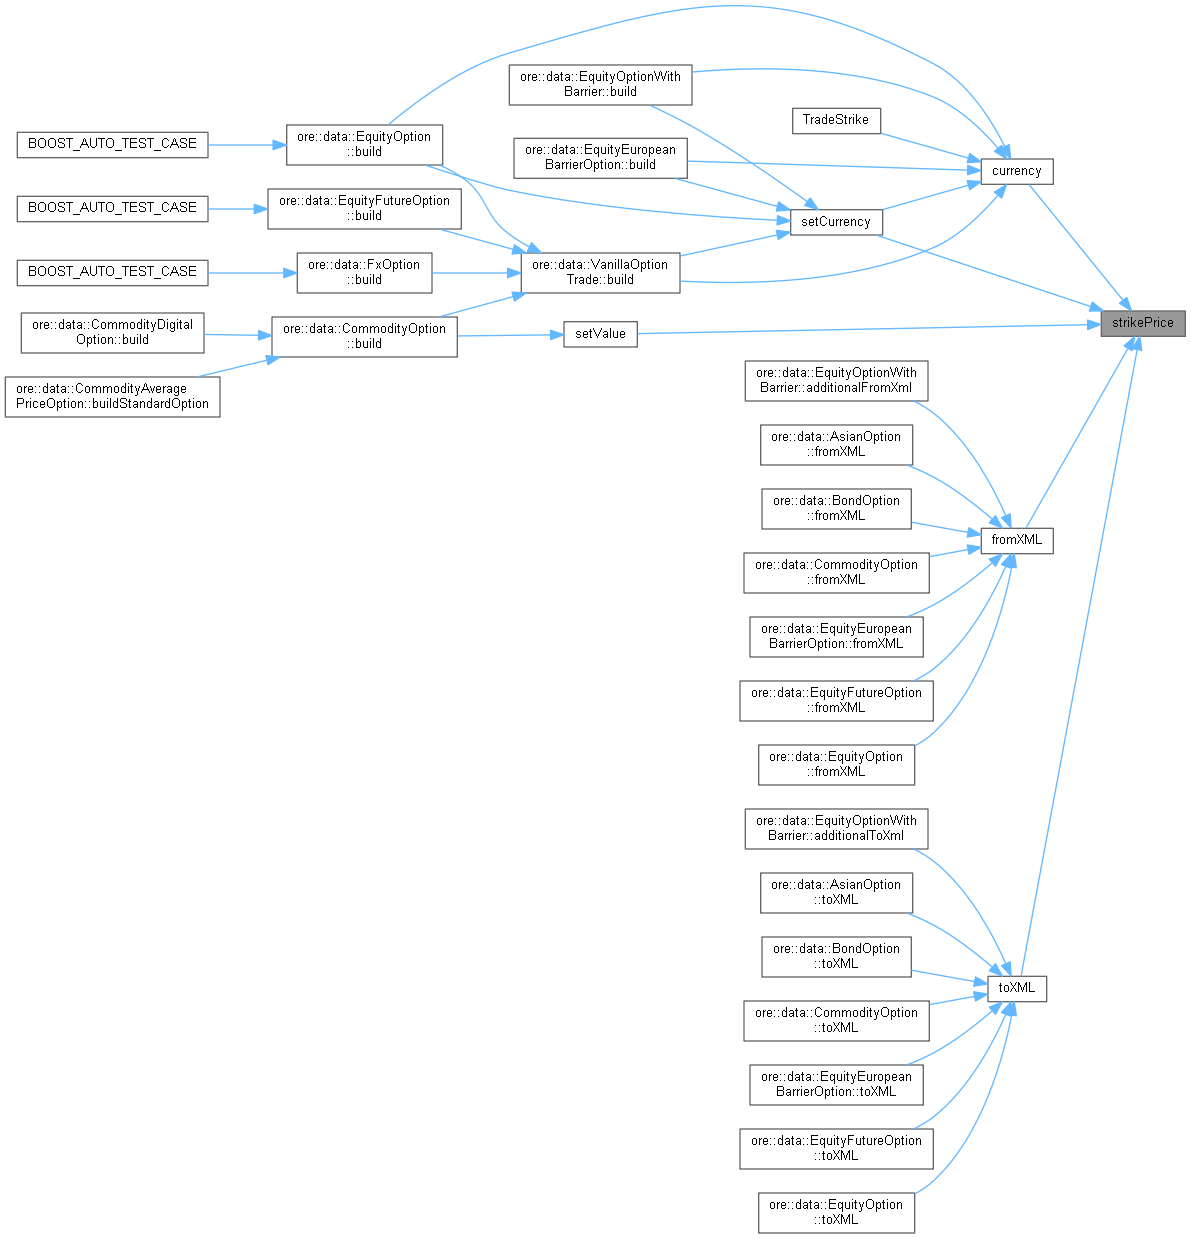 ore::data::EquityOptionWith
Barrier::build
TradeStrike
BOOST_AUTO_TEST_CASE
ore::data::EquityOption
::build
ore::data::EquityEuropean
BarrierOption::build
currency
BOOST_AUTO_TEST_CASE
ore::data::EquityFutureOption
::build
setCurrency
BOOST_AUTO_TEST_CASE
ore::data::FxOption
::build
ore::data::VanillaOption
Trade::build
ore::data::CommodityDigital
Option::build
ore::data::CommodityOption
::build
setValue
strikePrice
ore::data::CommodityAverage
PriceOption::buildStandardOption
ore::data::EquityOptionWith
Barrier::additionalFromXml
ore::data::AsianOption
::fromXML
ore::data::BondOption
::fromXML
fromXML
ore::data::CommodityOption
::fromXML
ore::data::EquityEuropean
BarrierOption::fromXML
ore::data::EquityFutureOption
::fromXML
ore::data::EquityOption
::fromXML
ore::data::EquityOptionWith
Barrier::additionalToXml
ore::data::AsianOption
::toXML
ore::data::BondOption
::toXML
toXML
ore::data::CommodityOption
::toXML
ore::data::EquityEuropean
BarrierOption::toXML
ore::data::EquityFutureOption
::toXML
ore::data::EquityOption
::toXML